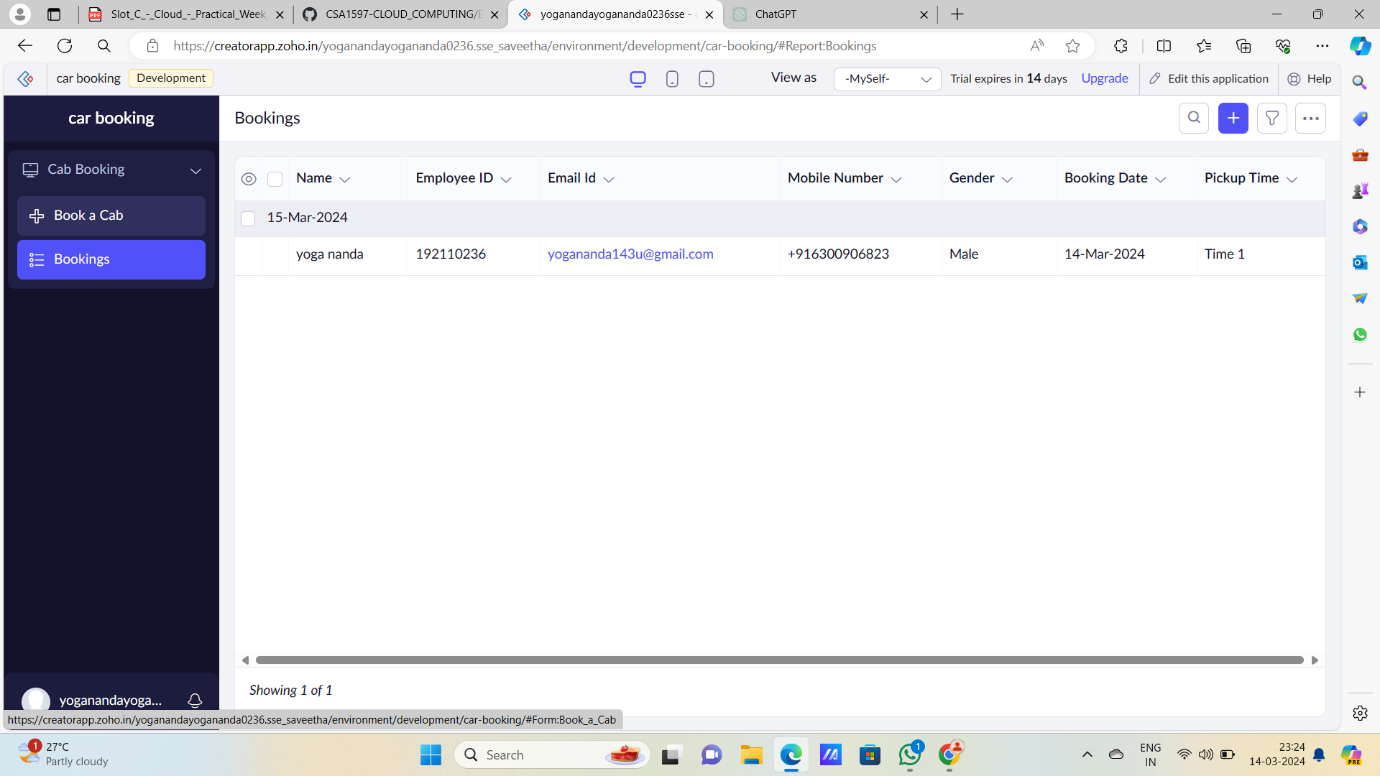 Slot_C_-_Cloud_-_Practical_Week
CSA1597-CLOUD_COMPUTING/E
yoganandayogananda0236sse -
ChatGPT
https://creatorapp.zoho.in/yoganandayogananda0236.sse_saveetha/environment/development/car-booking/#Report:Bookings
car booking Development View as -MySelf- Trial expires in 14 days Upgrade Edit this application Help
car booking
Bookings
Cab Booking
Book a Cab
Bookings
Name Employee ID Email Id Mobile Number Gender Booking Date Pickup Time
15-Mar-2024
yoga nanda 192110236 yogananda143u@gmail.com +916300906823 Male 14-Mar-2024 Time 1
Showing 1 of 1
yoganandayoga...
https://creatorapp.zoho.in/yoganandayogananda0236.sse_saveetha/environment/development/car-booking/#Form:Book_a_Cab
1
27°C
Partly cloudy
Search
1
ENG
IN
23:24
14-03-2024
PRE